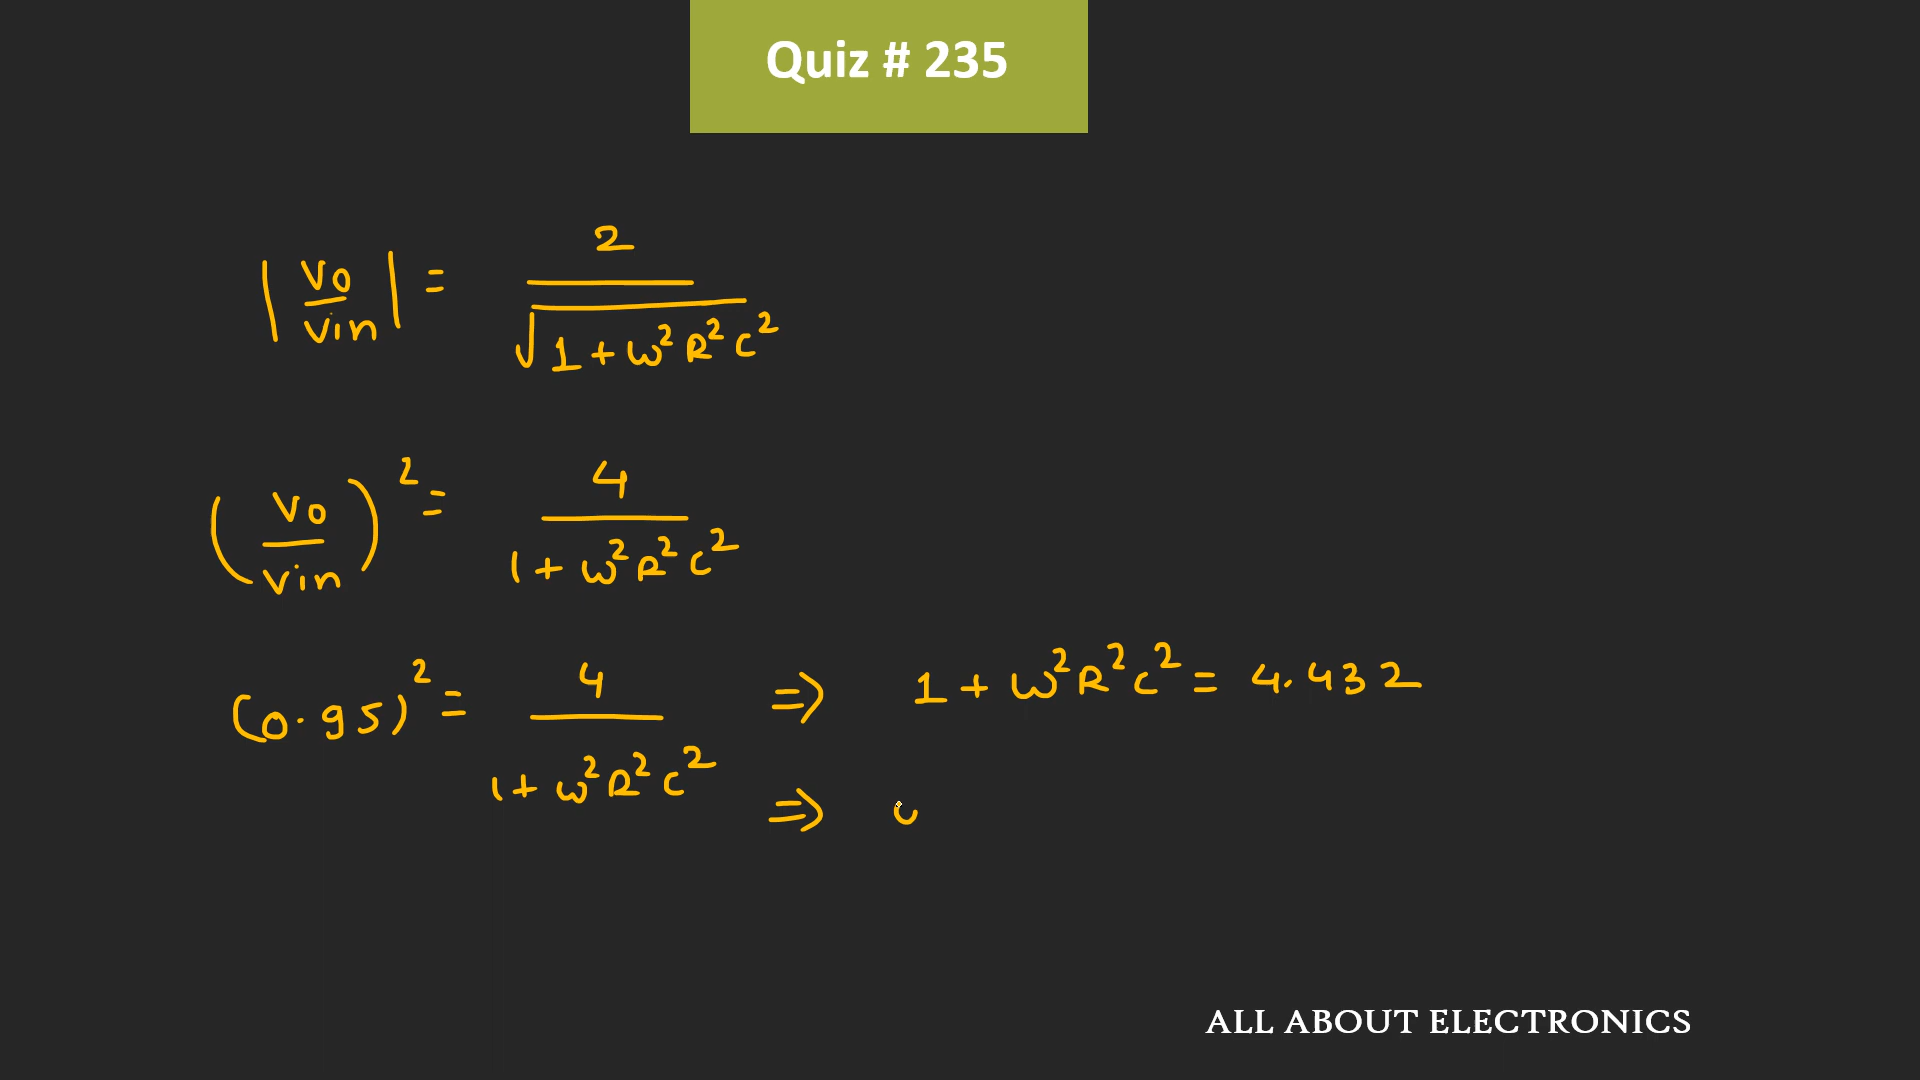 Quiz # 235
|vo/vin| = 2/√(1 + ω²R²C²)
(vo/vin)² = 4/(1 + ω²R²C²)
(0.95)² = 4/(1 + ω²R²C²) ⇒ 1 + ω²R²C² = 4.432
⇒
ALL ABOUT ELECTRONICS